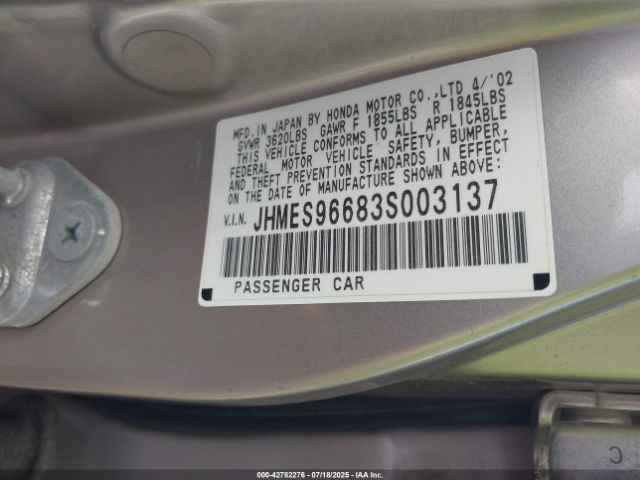 MFD. IN JAPAN BY HONDA MOTOR CO.,LTD 4/'02
GVWR 3620LBS GAWR F 1855LBS R 1845LBS
THIS VEHICLE CONFORMS TO ALL APPLICABLE
FEDERAL MOTOR VEHICLE SAFETY, BUMPER,
AND THEFT PREVENTION STANDARDS IN EFFECT
ON THE DATE OF MANUFACTURE SHOWN ABOVE:
V.I.N. JHMES96683S003137
PASSENGER CAR
C
000-42782276 - 07/18/2025 - IAA Inc.